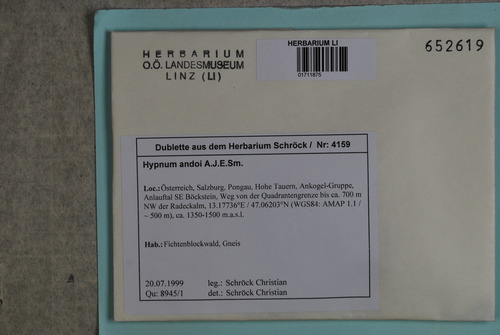 HERBARIUM
O.Ö. LANDESMUSEUM
LINZ (LI)
HERBARIUM LI
01711875
652619
Dublette aus dem Herbarium Schröck / Nr: 4159
Hypnum andoi A.J.E.Sm.
Loc.: Österreich, Salzburg, Pongau, Hohe Tauern, Ankogel-Gruppe,
Anlauftal SE Böckstein, Weg von der Quadrantengrenze bis ca. 700 m
NW der Radeckalm, 13.17736°E / 47.06203°N (WGS84: AMAP 1.1 /
~ 500 m), ca. 1350-1500 m.a.s.l.
Hab.: Fichtenblockwald, Gneis
20.07.1999 leg.: Schröck Christian
Qu: 8945/1 det.: Schröck Christian